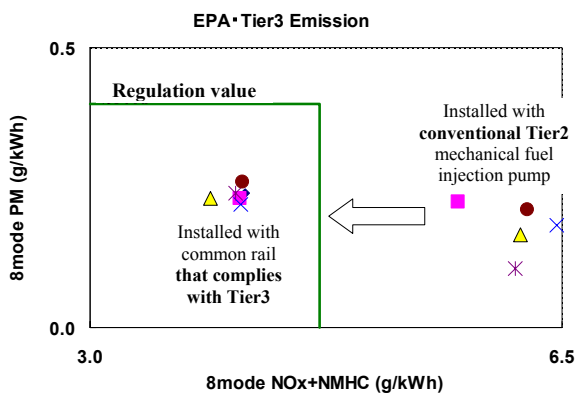 EPA・Tier3 Emission
0.5
Regulation value
Installed with
conventional Tier2
mechanical fuel
injection pump
8mode PM (g/kWh)
Installed with
common rail
that complies
with Tier3
0.0
3.0
6.5
8mode NOx+NMHC (g/kWh)